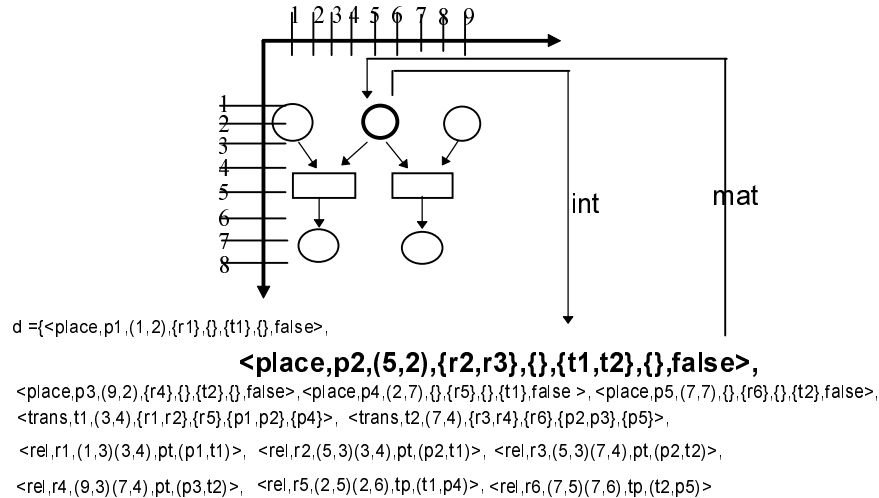 1 2 3 4 5 6 7 8 9
1
2
3
4
5
6
7
8
int
mat
d ={<place,p1,(1,2),{r1},{},{t1},{},false>,
<place,p2,(5,2),{r2,r3},{},{t1,t2},{},false>,
<place,p3,(9,2),{r4},{},{t2},{},false>,<place,p4,(2,7),{},{r5},{},{t1},false >, <place,p5,(7,7),{},{r6},{},{t2},false>,
<trans,t1,(3,4),{r1,r2},{r5},{p1,p2},{p4}>, <trans,t2,(7,4),{r3,r4},{r6},{p2,p3},{p5}>,
<rel,r1,(1,3)(3,4),pt,(p1,t1)>, <rel,r2,(5,3)(3,4),pt,(p2,t1)>, <rel,r3,(5,3)(7,4),pt,(p2,t2)>,
<rel,r4,(9,3)(7,4),pt,(p3,t2)>, <rel,r5,(2,5)(2,6),tp,(t1,p4)>, <rel,r6,(7,5)(7,6),tp,(t2,p5)>